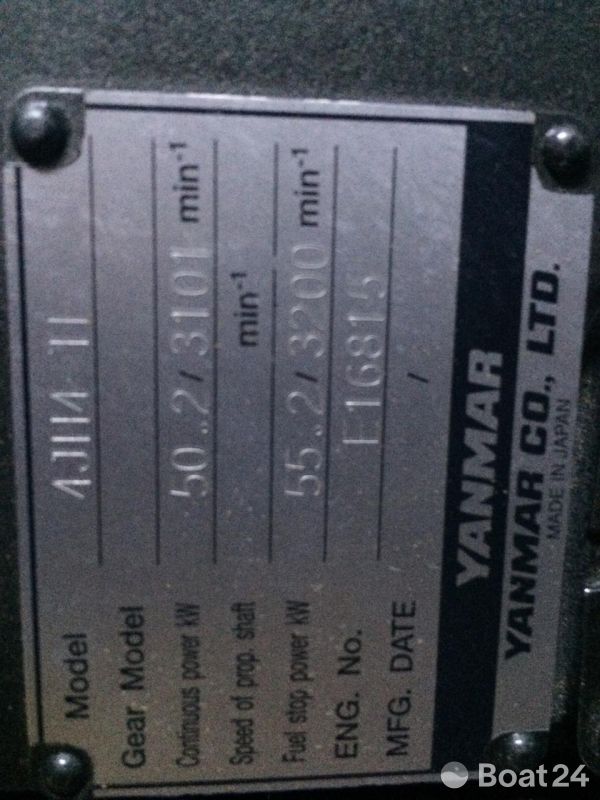 Model 4JH4-TE
Gear Model
Continuous power kW 50.2 / 3101 min-1
Speed of prop. shaft min-1
Fuel stop power kW 55.2 / 3200 min-1
ENG. No. E16815
MFG. DATE /
YANMAR
YANMAR CO., LTD.
MADE IN JAPAN
Boat24